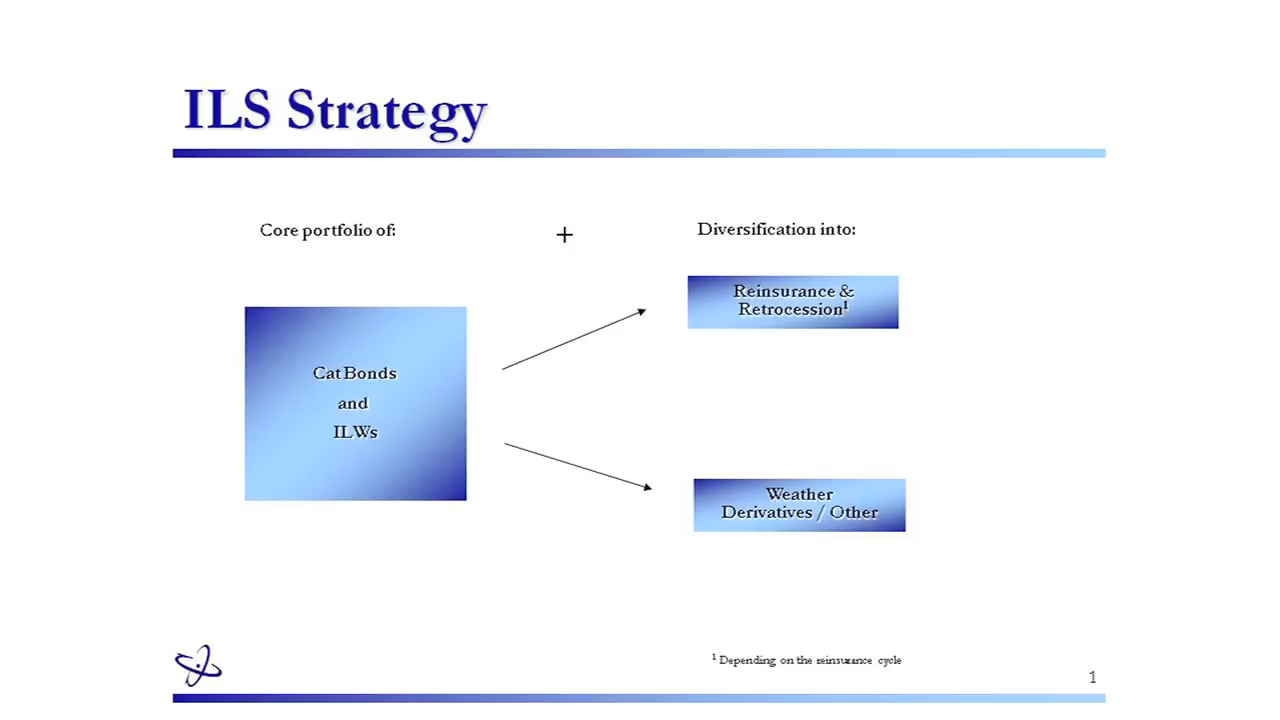 ILS Strategy
Core portfolio of:
+
Diversification into:
Reinsurance &
Retrocession¹
Cat Bonds
and
ILWs
Weather
Derivatives / Other
¹ Depending on the reinsurance cycle
1